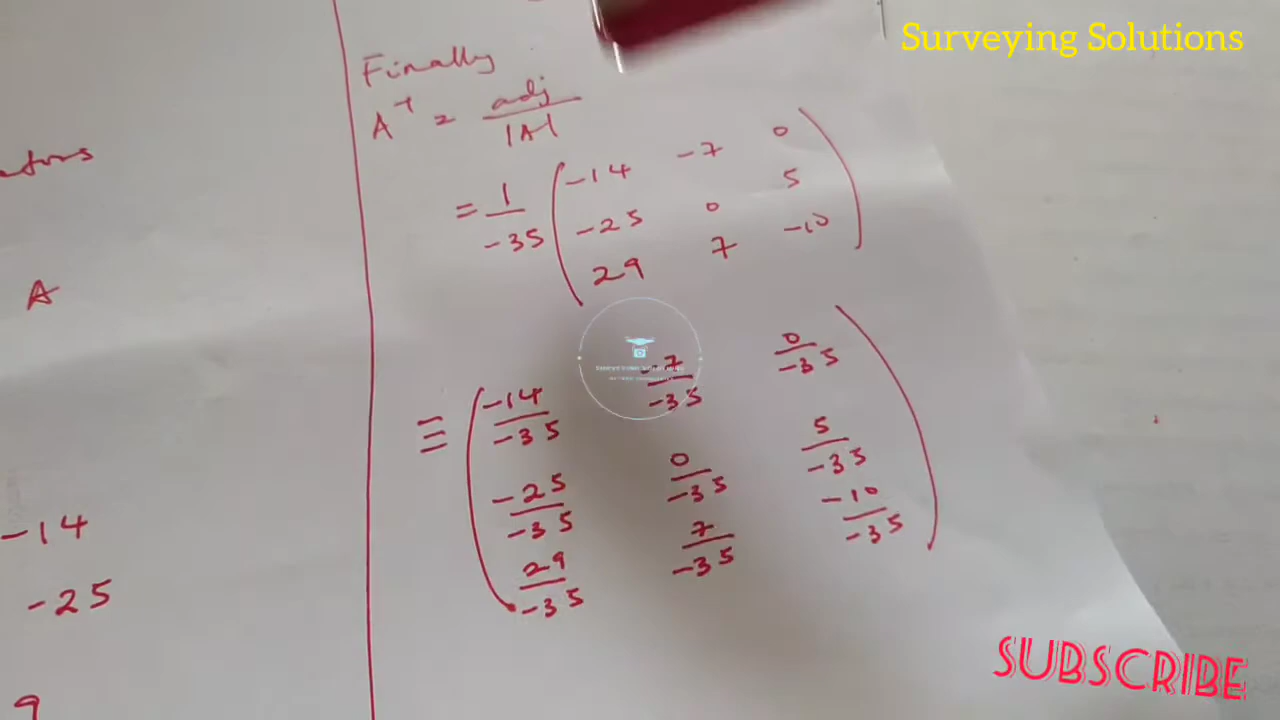 Surveying Solutions
Finally
A⁻¹ = adj / |A|
= 1/-35 ( -14 -7 0
-25 0 5
29 7 -10 )
≡ ( -14/-35 -7/-35 0/-35
-25/-35 0/-35 5/-35
29/-35 7/-35 -10/-35 )
A
-14
-25
9
SUBSCRIBE